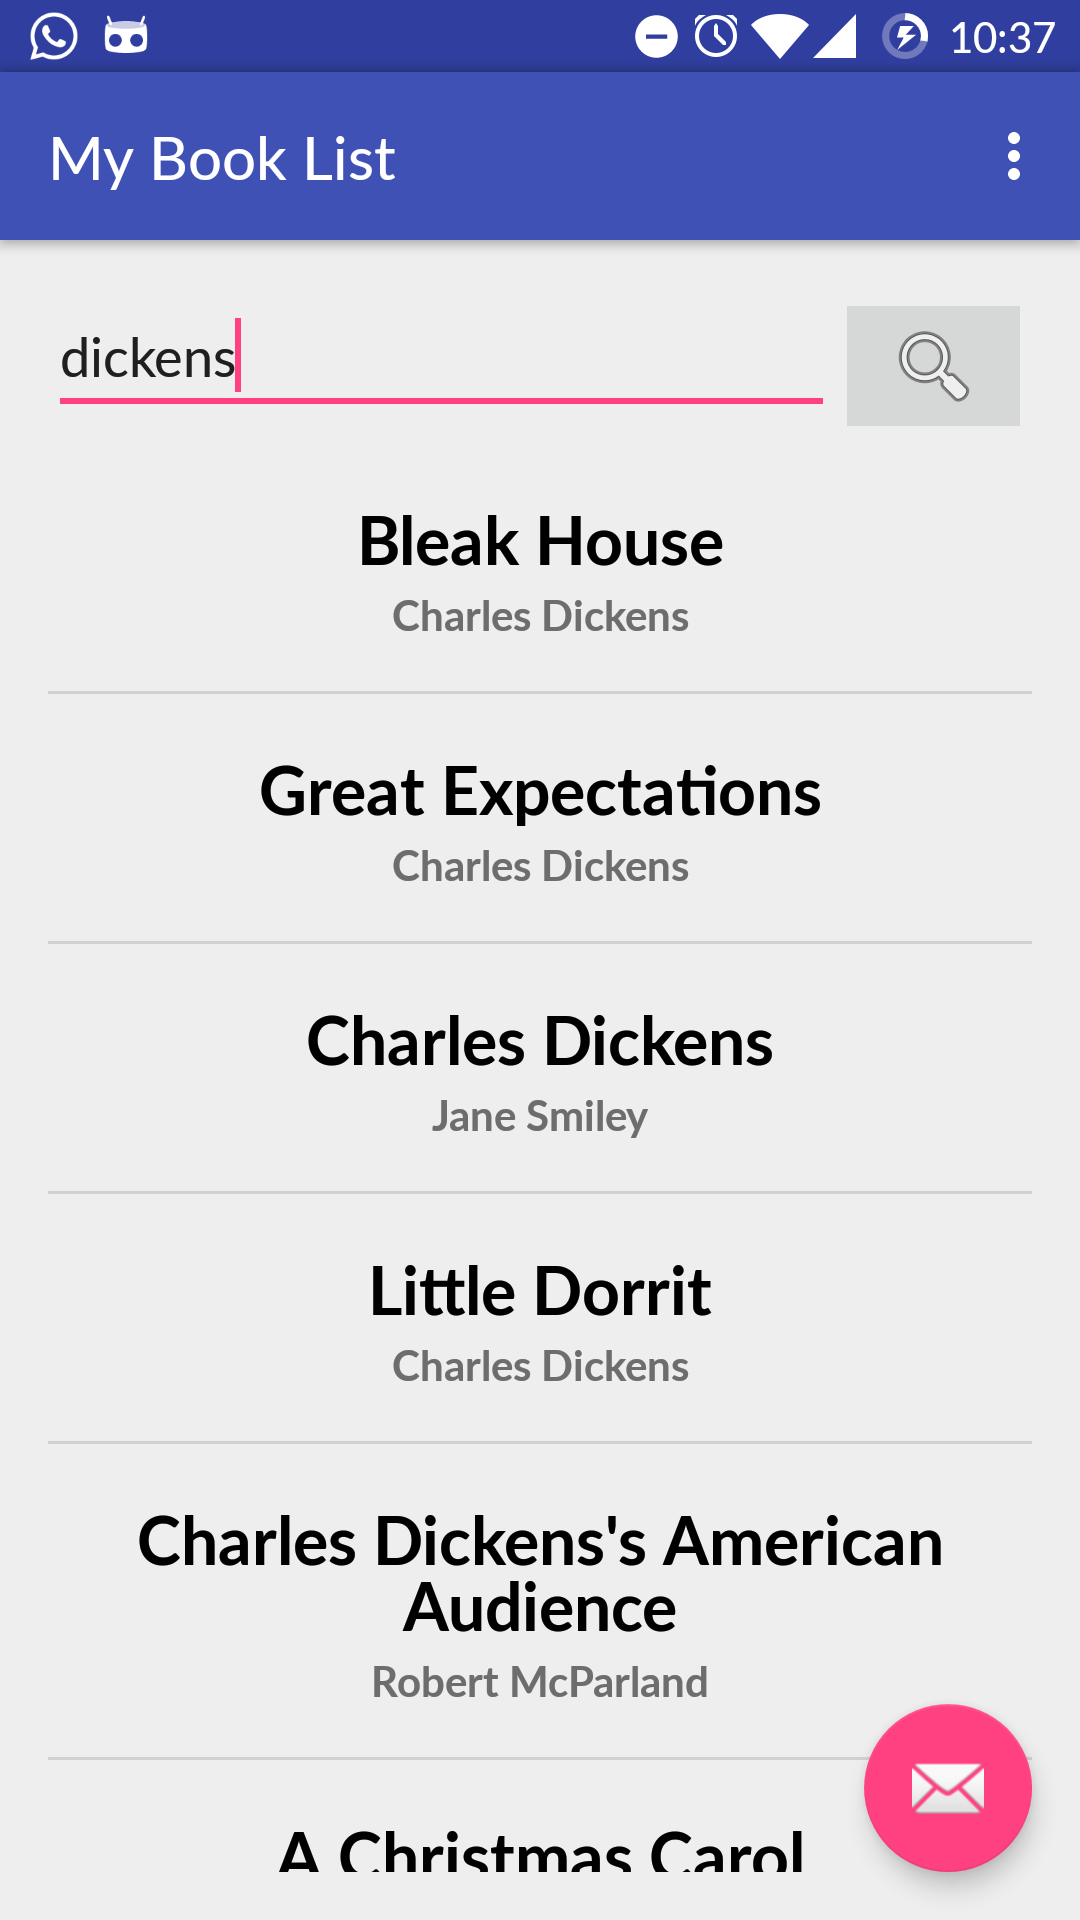 10:37
My Book List
dickens
Bleak House
Charles Dickens
Great Expectations
Charles Dickens
Charles Dickens
Jane Smiley
Little Dorrit
Charles Dickens
Charles Dickens's American
Audience
Robert McParland
A Christmas Carol